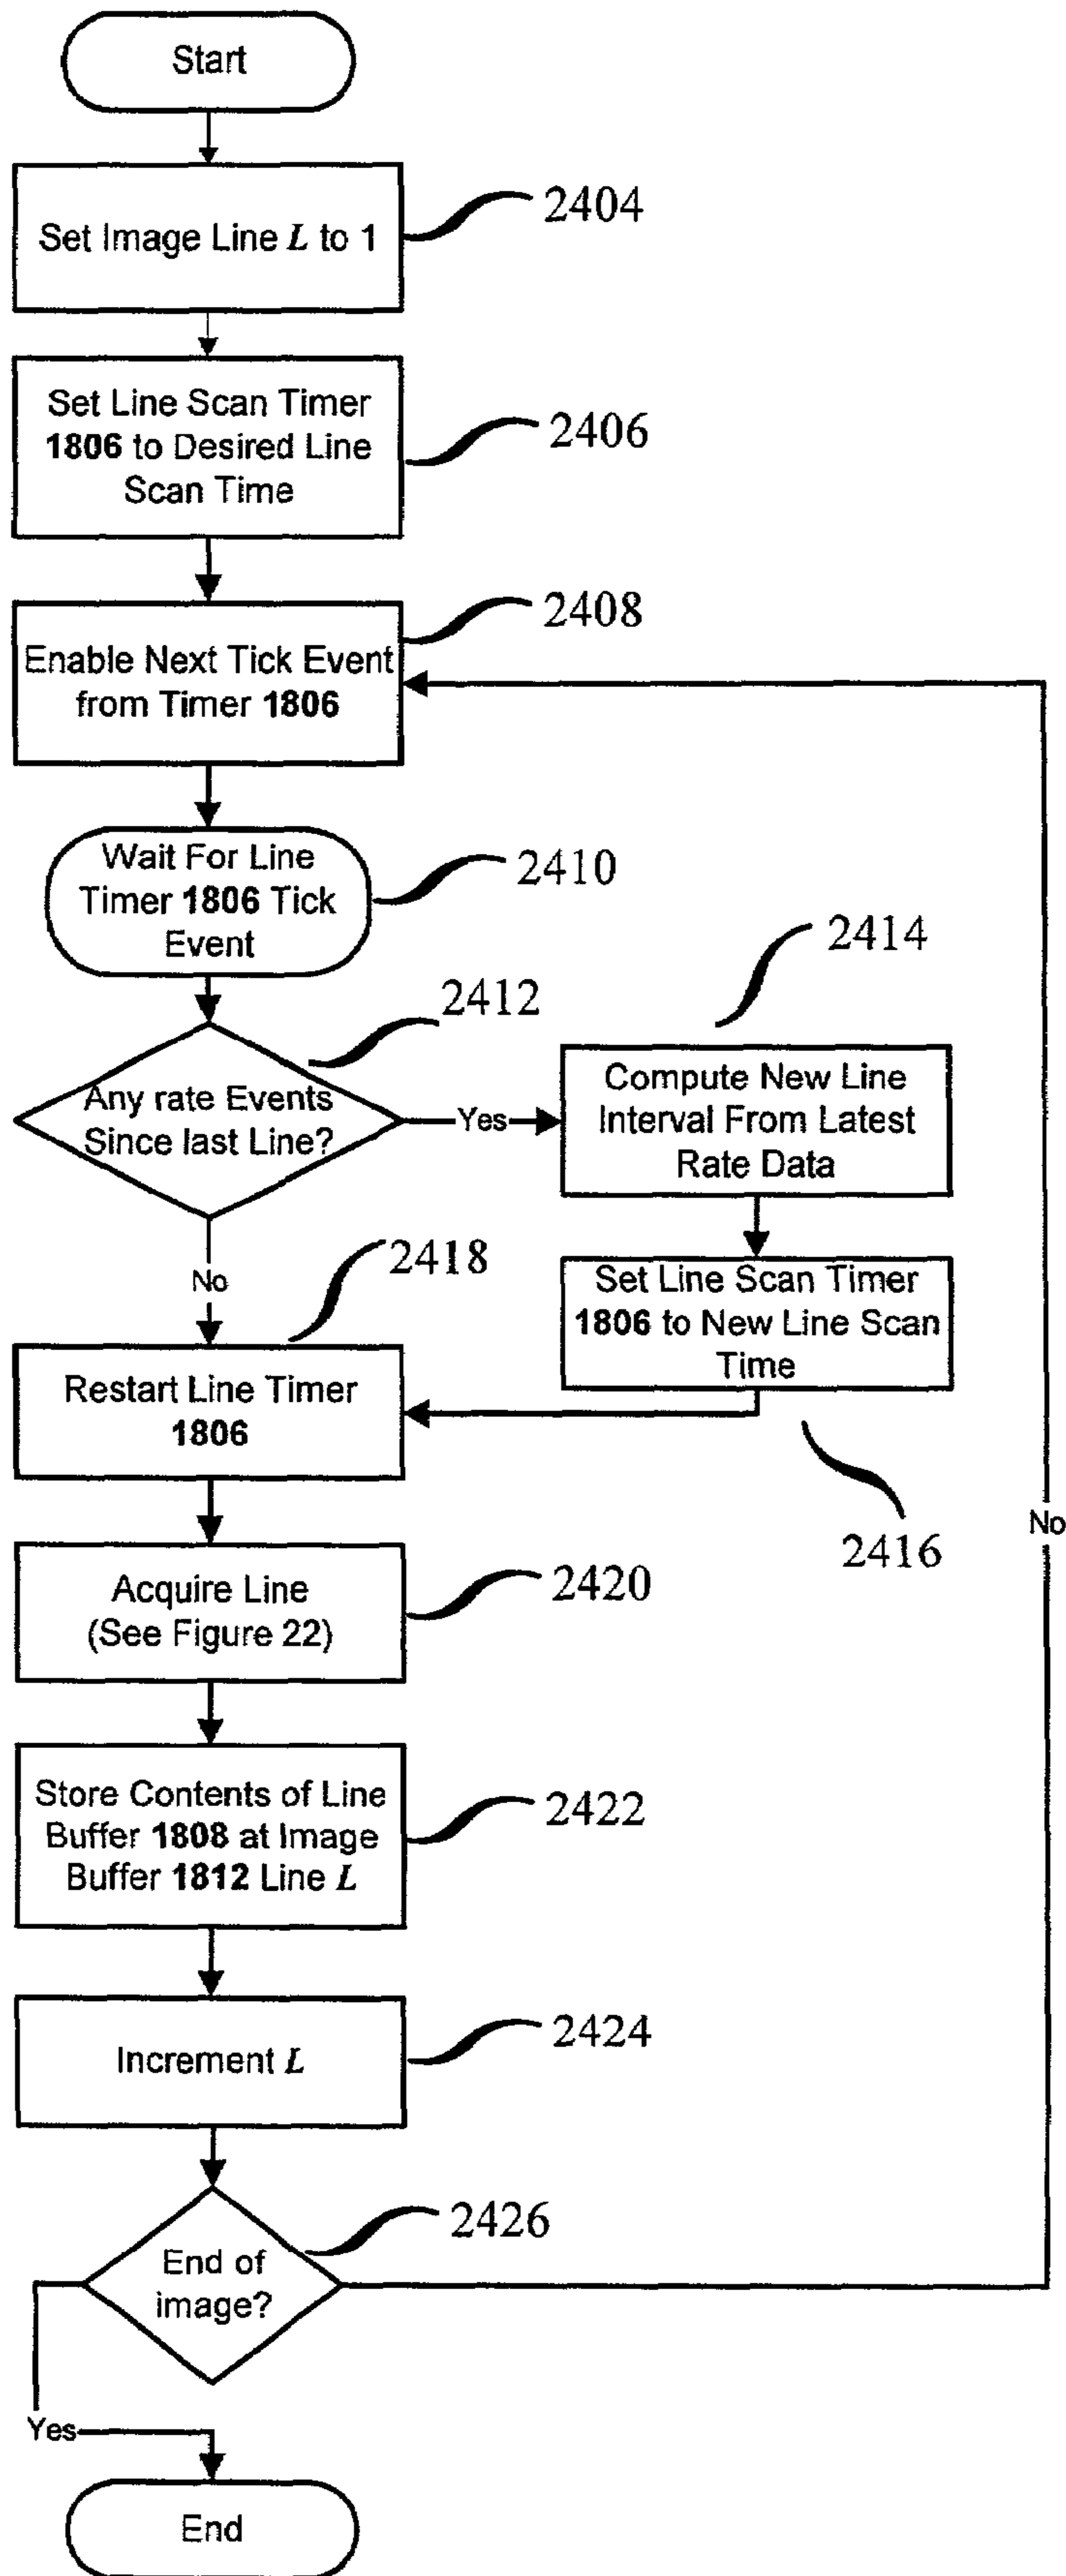 Start
Set Image Line L to 1
2404
Set Line Scan Timer
1806 to Desired Line
Scan Time
2406
Enable Next Tick Event
from Timer 1806
2408
Wait For Line
Timer 1806 Tick
Event
2410
Any rate Events
Since last Line?
2412
Yes
Compute New Line
Interval From Latest
Rate Data
2414
Set Line Scan Timer
1806 to New Line Scan
Time
2416
No
Restart Line Timer
1806
2418
Acquire Line
(See Figure 22)
2420
Store Contents of Line
Buffer 1808 at Image
Buffer 1812 Line L
2422
Increment L
2424
End of
image?
2426
No
Yes
End